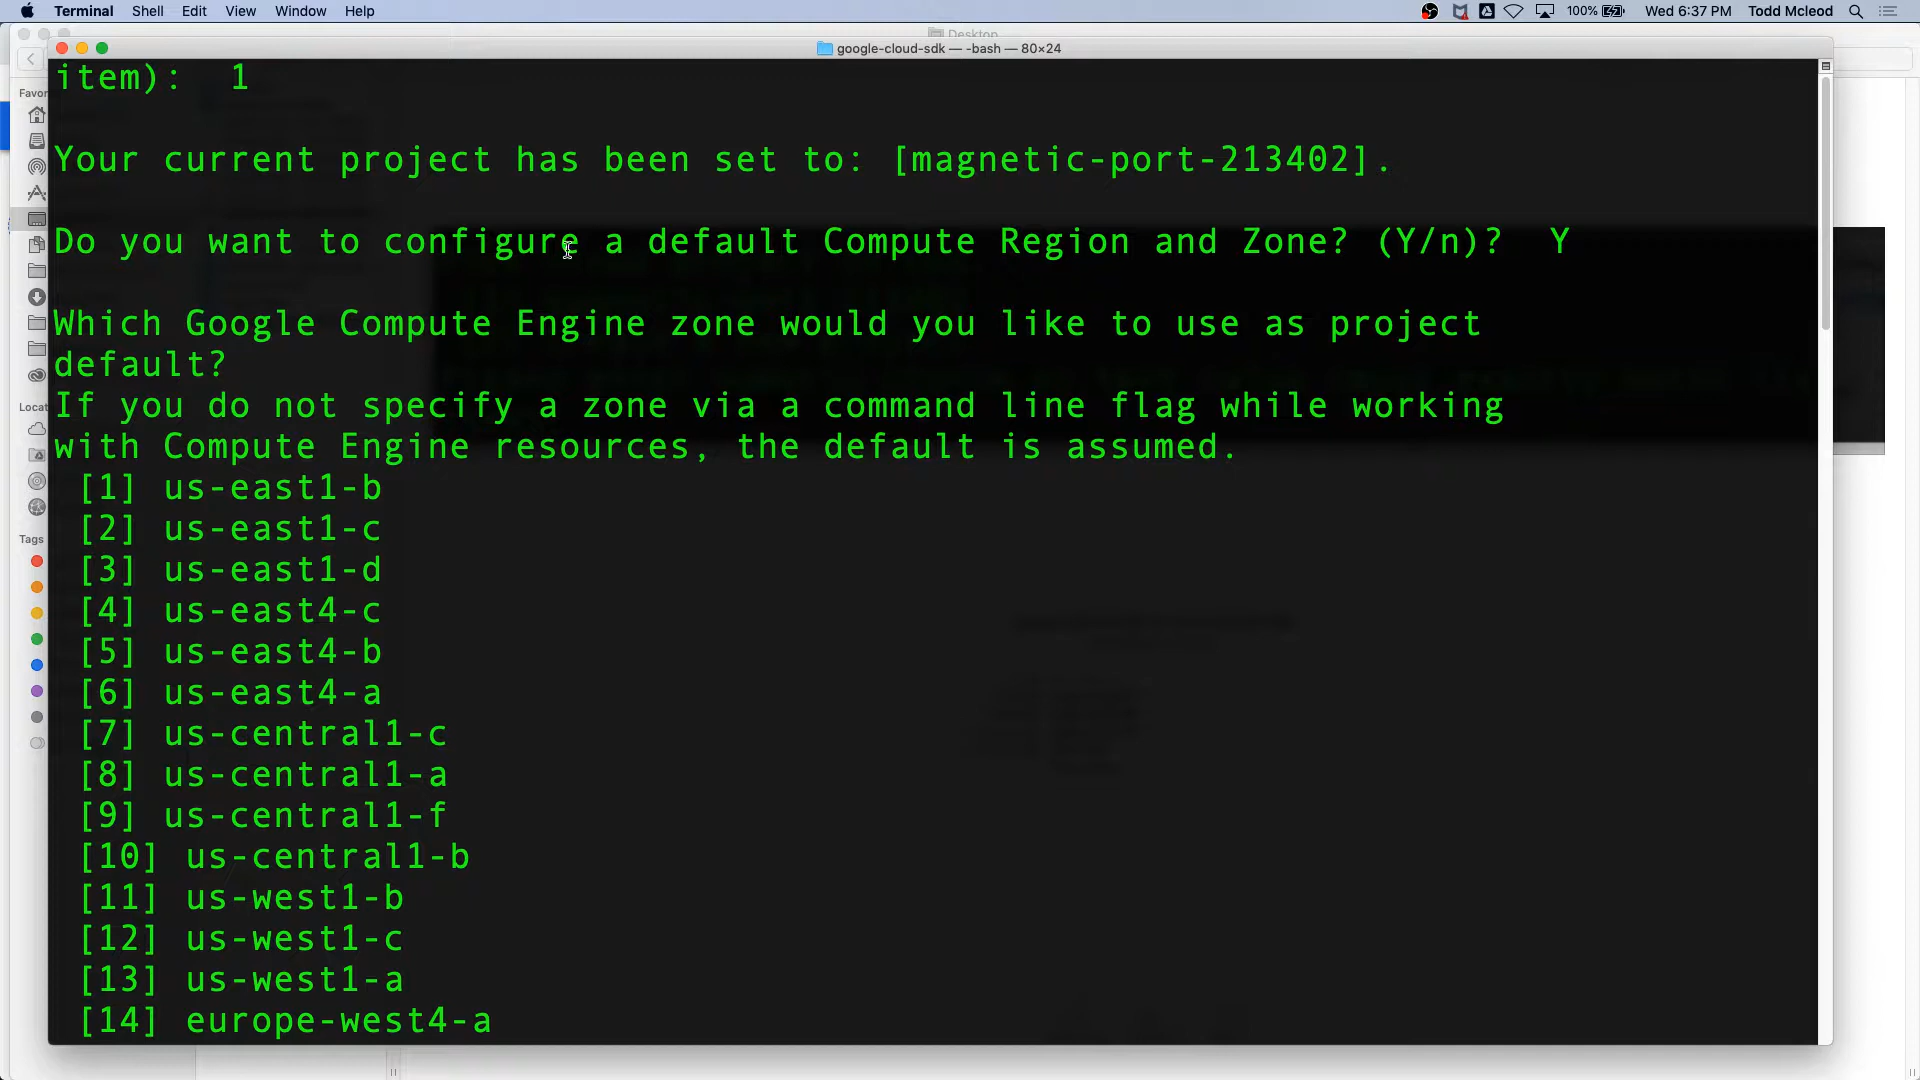 Terminal Shell Edit View Window Help 100% Wed 6:37 PM Todd Mcleod
Desktop
google-cloud-sdk — -bash — 80×24
item):  1
Favor
Your current project has been set to: [magnetic-port-213402].
Do you want to configure a default Compute Region and Zone? (Y/n)?  Y
Which Google Compute Engine zone would you like to use as project
default?
If you do not specify a zone via a command line flag while working
Locat
with Compute Engine resources, the default is assumed.
[1] us-east1-b
[2] us-east1-c
Tags
[3] us-east1-d
[4] us-east4-c
[5] us-east4-b
[6] us-east4-a
[7] us-central1-c
[8] us-central1-a
[9] us-central1-f
[10] us-central1-b
[11] us-west1-b
[12] us-west1-c
[13] us-west1-a
[14] europe-west4-a